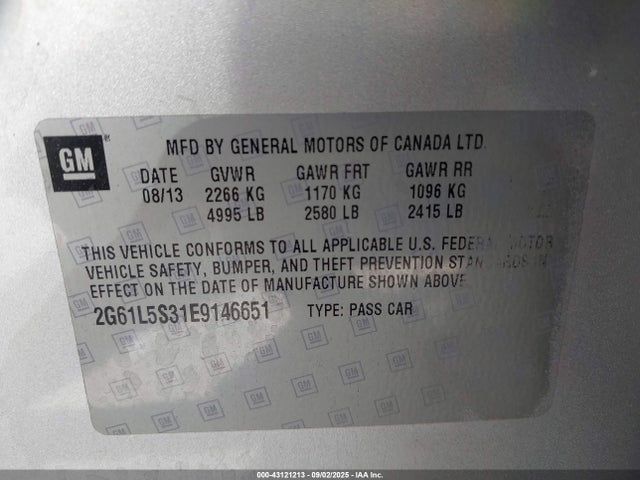 GM
MFD BY GENERAL MOTORS OF CANADA LTD
DATE GVWR GAWR FRT GAWR RR
08/13 2266 KG 1170 KG 1096 KG
4995 LB 2580 LB 2415 LB
THIS VEHICLE CONFORMS TO ALL APPLICABLE U.S. FEDERAL MOTOR
VEHICLE SAFETY, BUMPER, AND THEFT PREVENTION STANDARDS IN
EFFECT ON THE DATE OF MANUFACTURE SHOWN ABOVE
2G61L5S31E9146651 TYPE: PASS CAR
000-43121213 - 09/02/2025 - IAAI Inc.